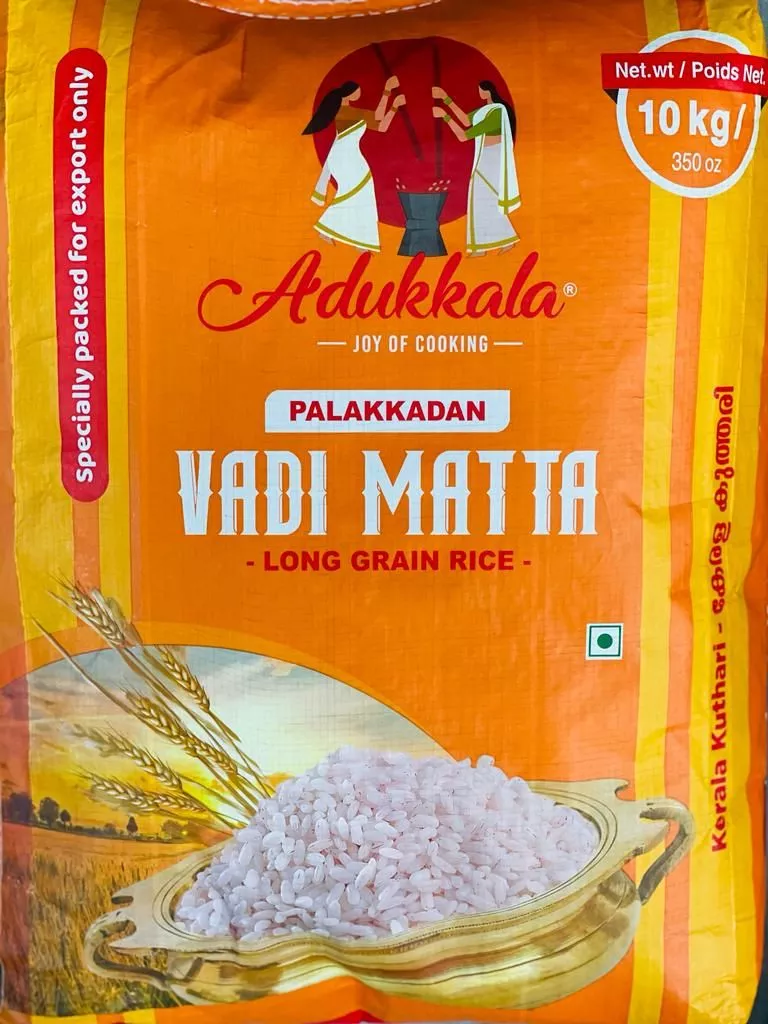 Specially packed for export only
Net.wt / Poids Net.
10 kg/
350 oz
Adukkala®
JOY OF COOKING
PALAKKADAN
VADI MATTA
- LONG GRAIN RICE -
Kerala Kuthari - കേരള കുത്തരി